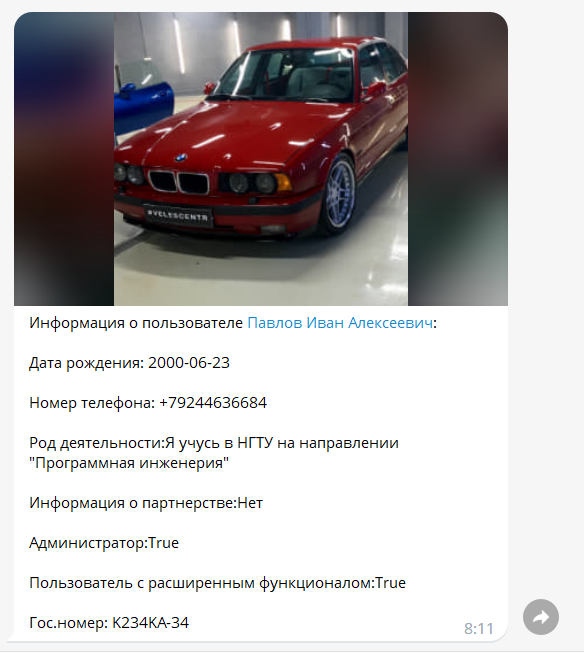 #VELESCENTR
Информация о пользователе Павлов Иван Алексеевич:
Дата рождения: 2000-06-23
Номер телефона: +79244636684
Род деятельности:Я учусь в НГТУ на направлении
"Программная инженерия"
Информация о партнерстве:Нет
Администратор:True
Пользователь с расширенным функционалом:True
Гос.номер: К234КА-34
8:11